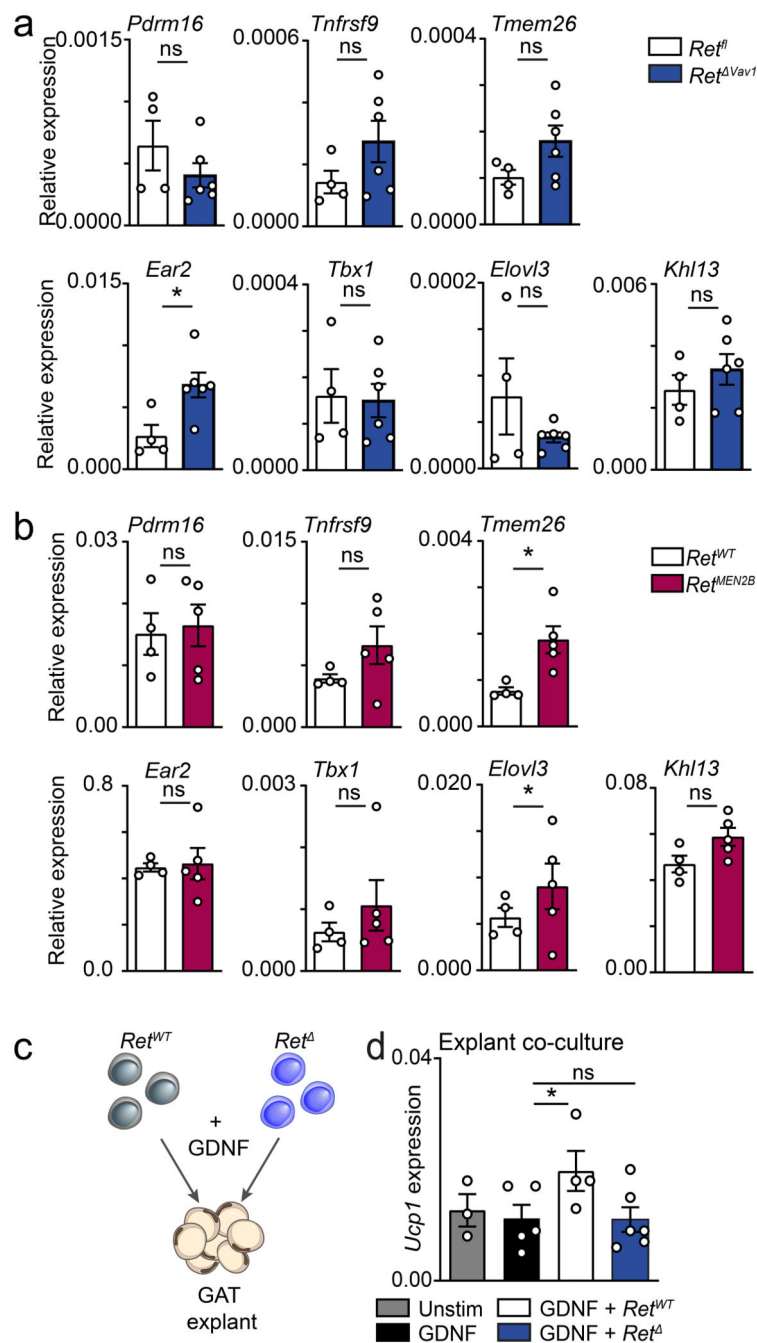 a
Pdrm16
Tnfrsf9
Tmem26
Relative expression
0.0015
0.0000
ns
0.0006
0.0000
ns
0.0004
0.0000
ns
Ret^fl
Ret^ΔVav1
Ear2
Tbx1
Elovl3
Khl13
Relative expression
0.015
0.000
*
0.0004
0.0000
ns
0.0002
0.0000
ns
0.006
0.000
ns
b
Pdrm16
Tnfrsf9
Tmem26
Relative expression
0.03
0.00
ns
0.015
0.000
ns
0.004
0.000
*
Ret^WT
Ret^MEN2B
Ear2
Tbx1
Elovl3
Khl13
Relative expression
0.8
0.0
ns
0.003
0.000
ns
0.020
0.000
*
0.08
0.00
ns
c
Ret^WT
Ret^Δ
+
GDNF
GAT
explant
d
Explant co-culture
Ucp1 expression
0.04
0.00
ns
*
Unstim
GDNF
GDNF + Ret^WT
GDNF + Ret^Δ